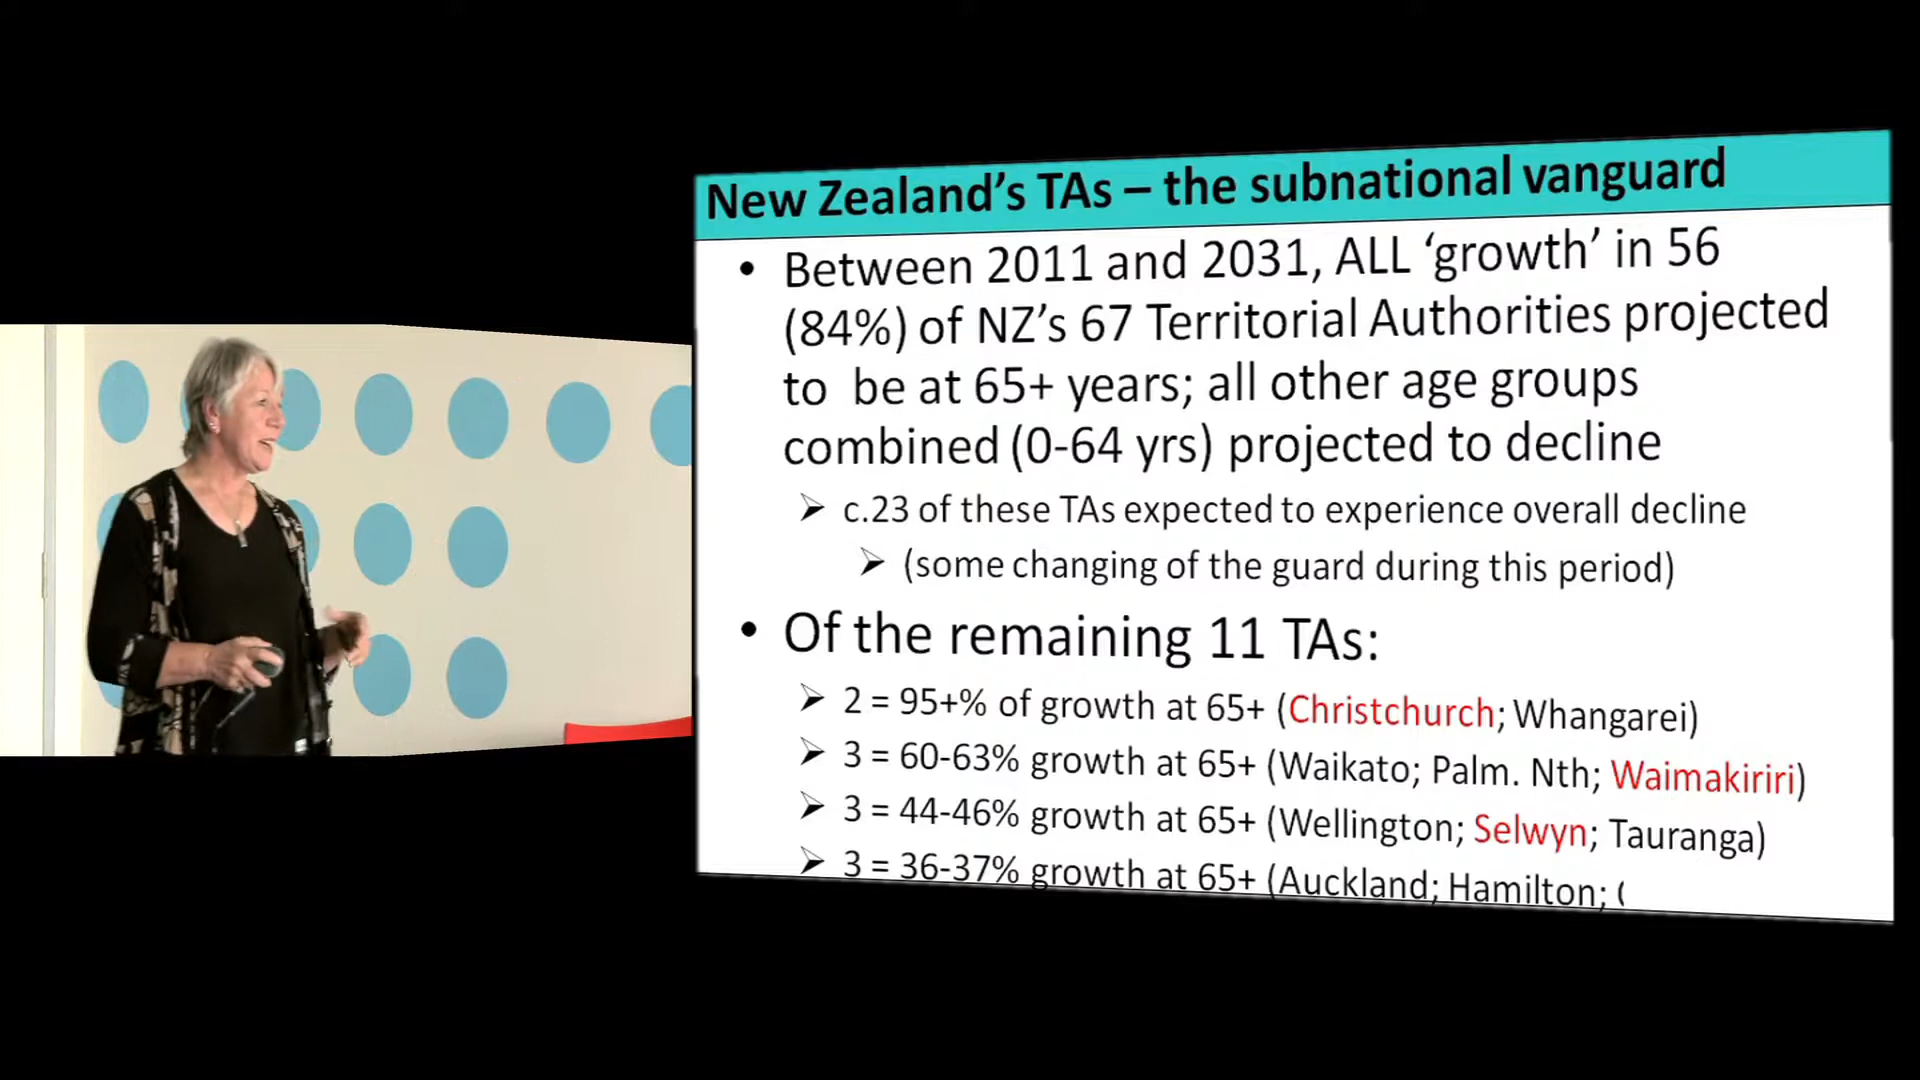 New Zealand's TAs – the subnational vanguard
• Between 2011 and 2031, ALL 'growth' in 56
(84%) of NZ's 67 Territorial Authorities projected
to be at 65+ years; all other age groups
combined (0-64 yrs) projected to decline
➢ c.23 of these TAs expected to experience overall decline
➢ (some changing of the guard during this period)
• Of the remaining 11 TAs:
➢ 2 = 95+% of growth at 65+ (Christchurch; Whangarei)
➢ 3 = 60-63% growth at 65+ (Waikato; Palm. Nth; Waimakiriri)
➢ 3 = 44-46% growth at 65+ (Wellington; Selwyn; Tauranga)
➢ 3 = 36-37% growth at 65+ (Auckland; Hamilton;